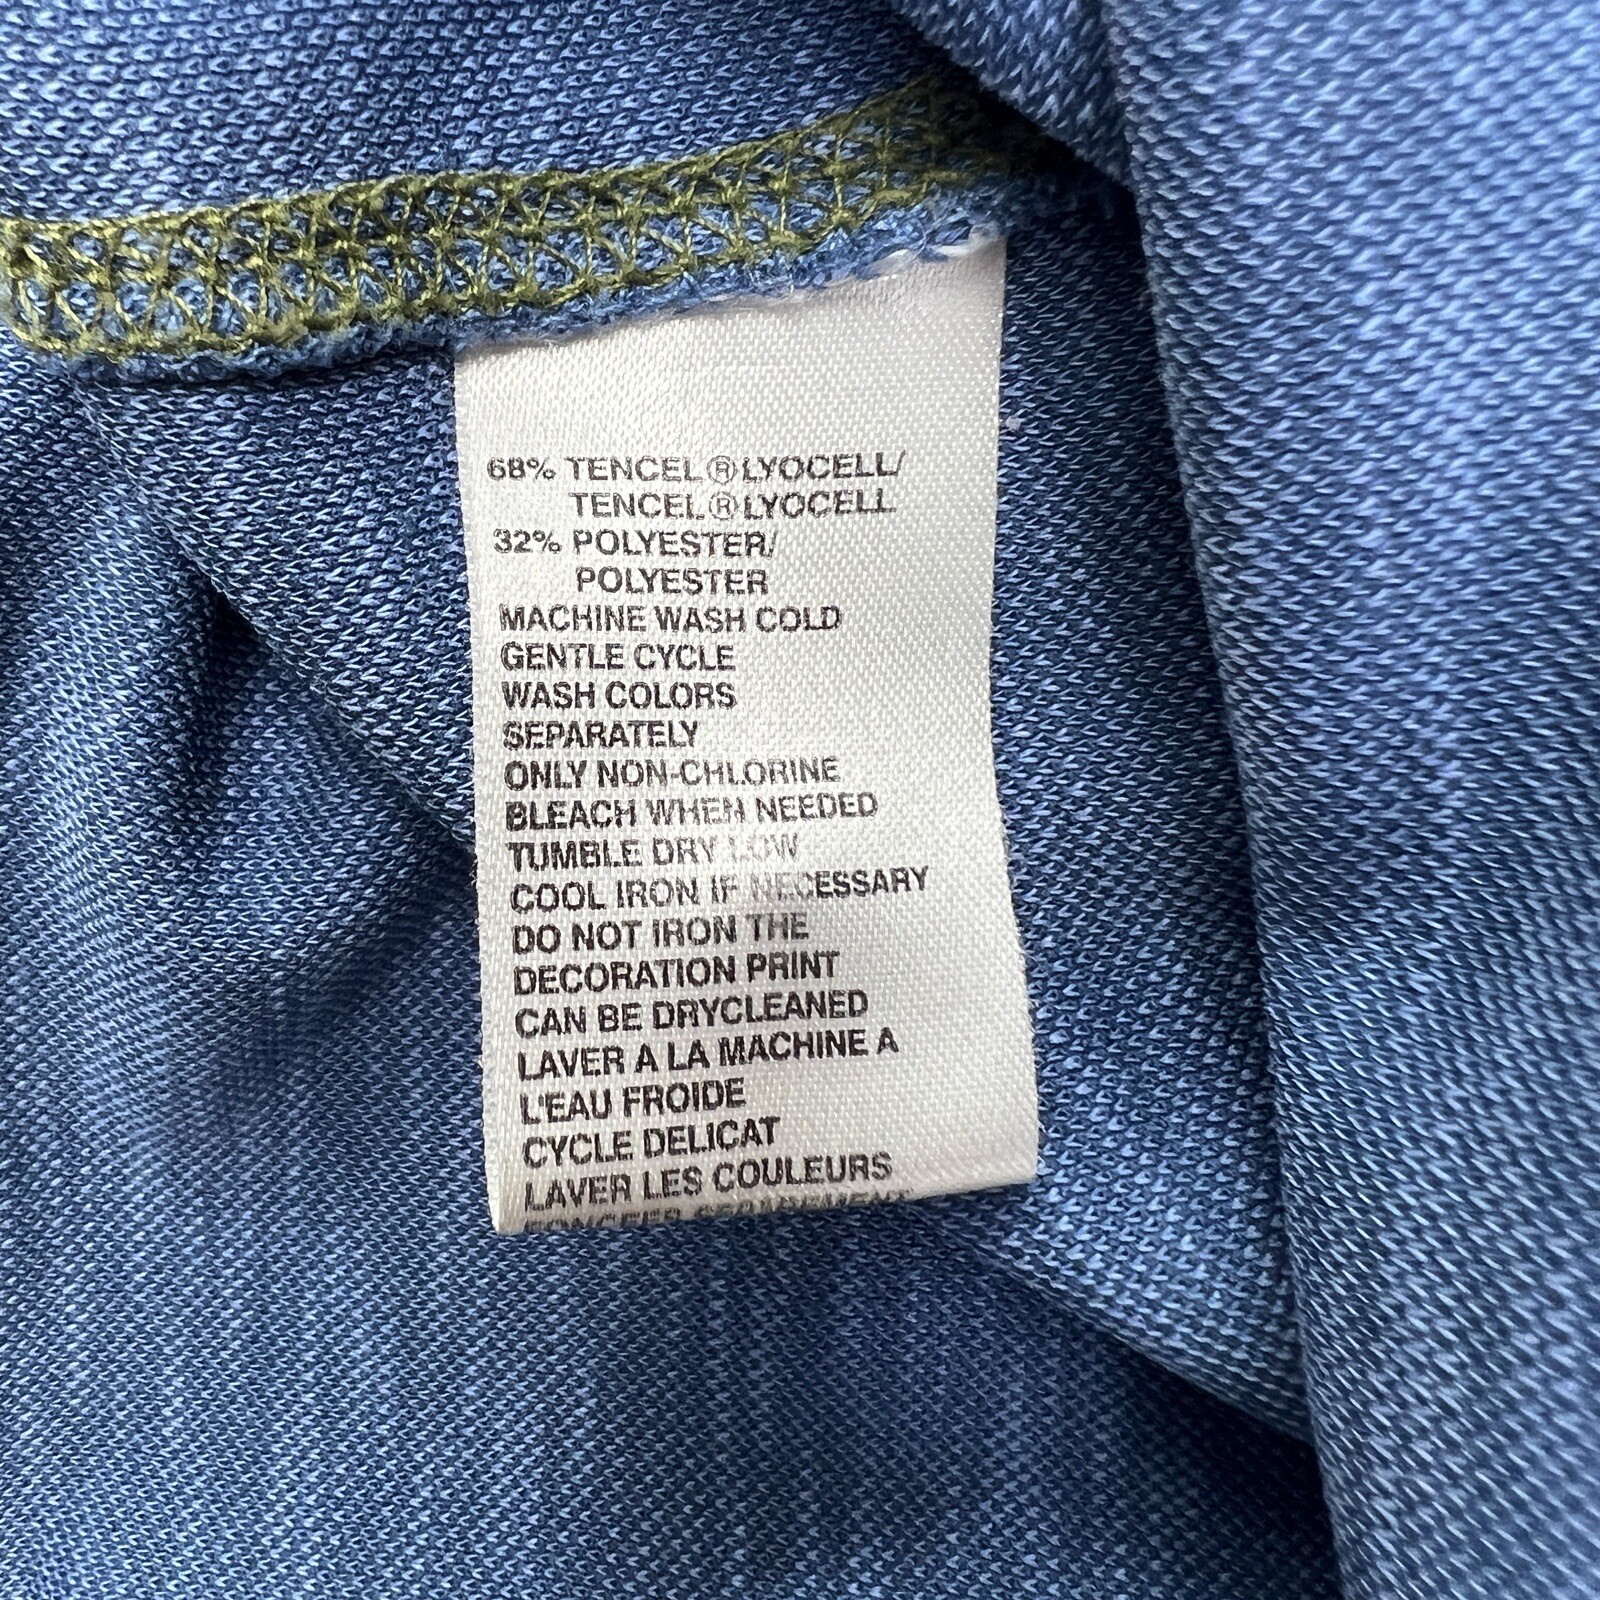 68% TENCEL®LYOCELL/
TENCEL®LYOCELL
32% POLYESTER/
POLYESTER
MACHINE WASH COLD
GENTLE CYCLE
WASH COLORS
SEPARATELY
ONLY NON-CHLORINE
BLEACH WHEN NEEDED
TUMBLE DRY LOW
COOL IRON IF NECESSARY
DO NOT IRON THE
DECORATION PRINT
CAN BE DRYCLEANED
LAVER A LA MACHINE A
L'EAU FROIDE
CYCLE DELICAT
LAVER LES COULEURS